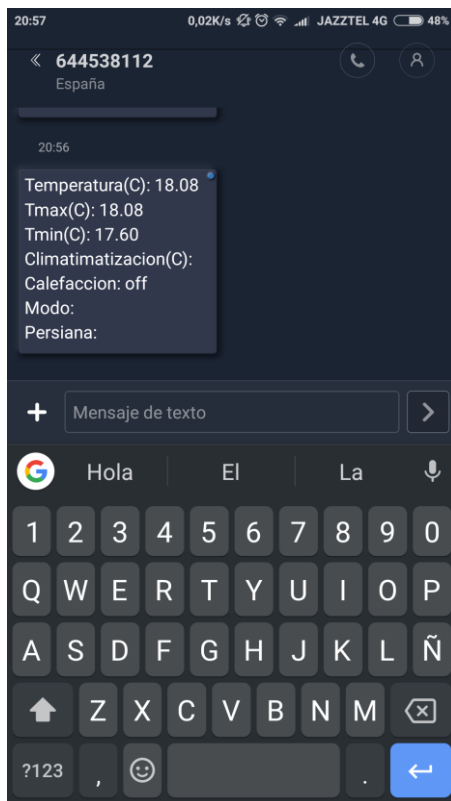 20:57 0,02K/s JAZZTEL 4G 48%
644538112
España
20:56
Temperatura(C): 18.08
Tmax(C): 18.08
Tmin(C): 17.60
Climatimatizacion(C):
Calefaccion: off
Modo:
Persiana:
Mensaje de texto
G Hola El La
1 2 3 4 5 6 7 8 9 0
Q W E R T Y U I O P
A S D F G H J K L Ñ
Z X C V B N M
?123 , .